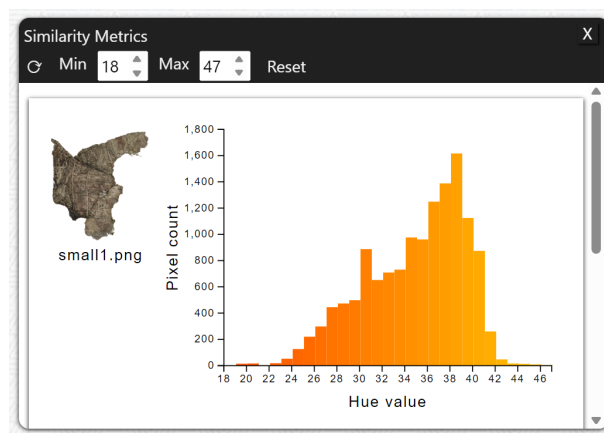 Similarity Metrics X
Min 18 Max 47 Reset
1,800
1,600
1,400
1,200
1,000
800
600
400
200
0
Pixel count
small1.png
18 20 22 24 26 28 30 32 34 36 38 40 42 44 46
Hue value